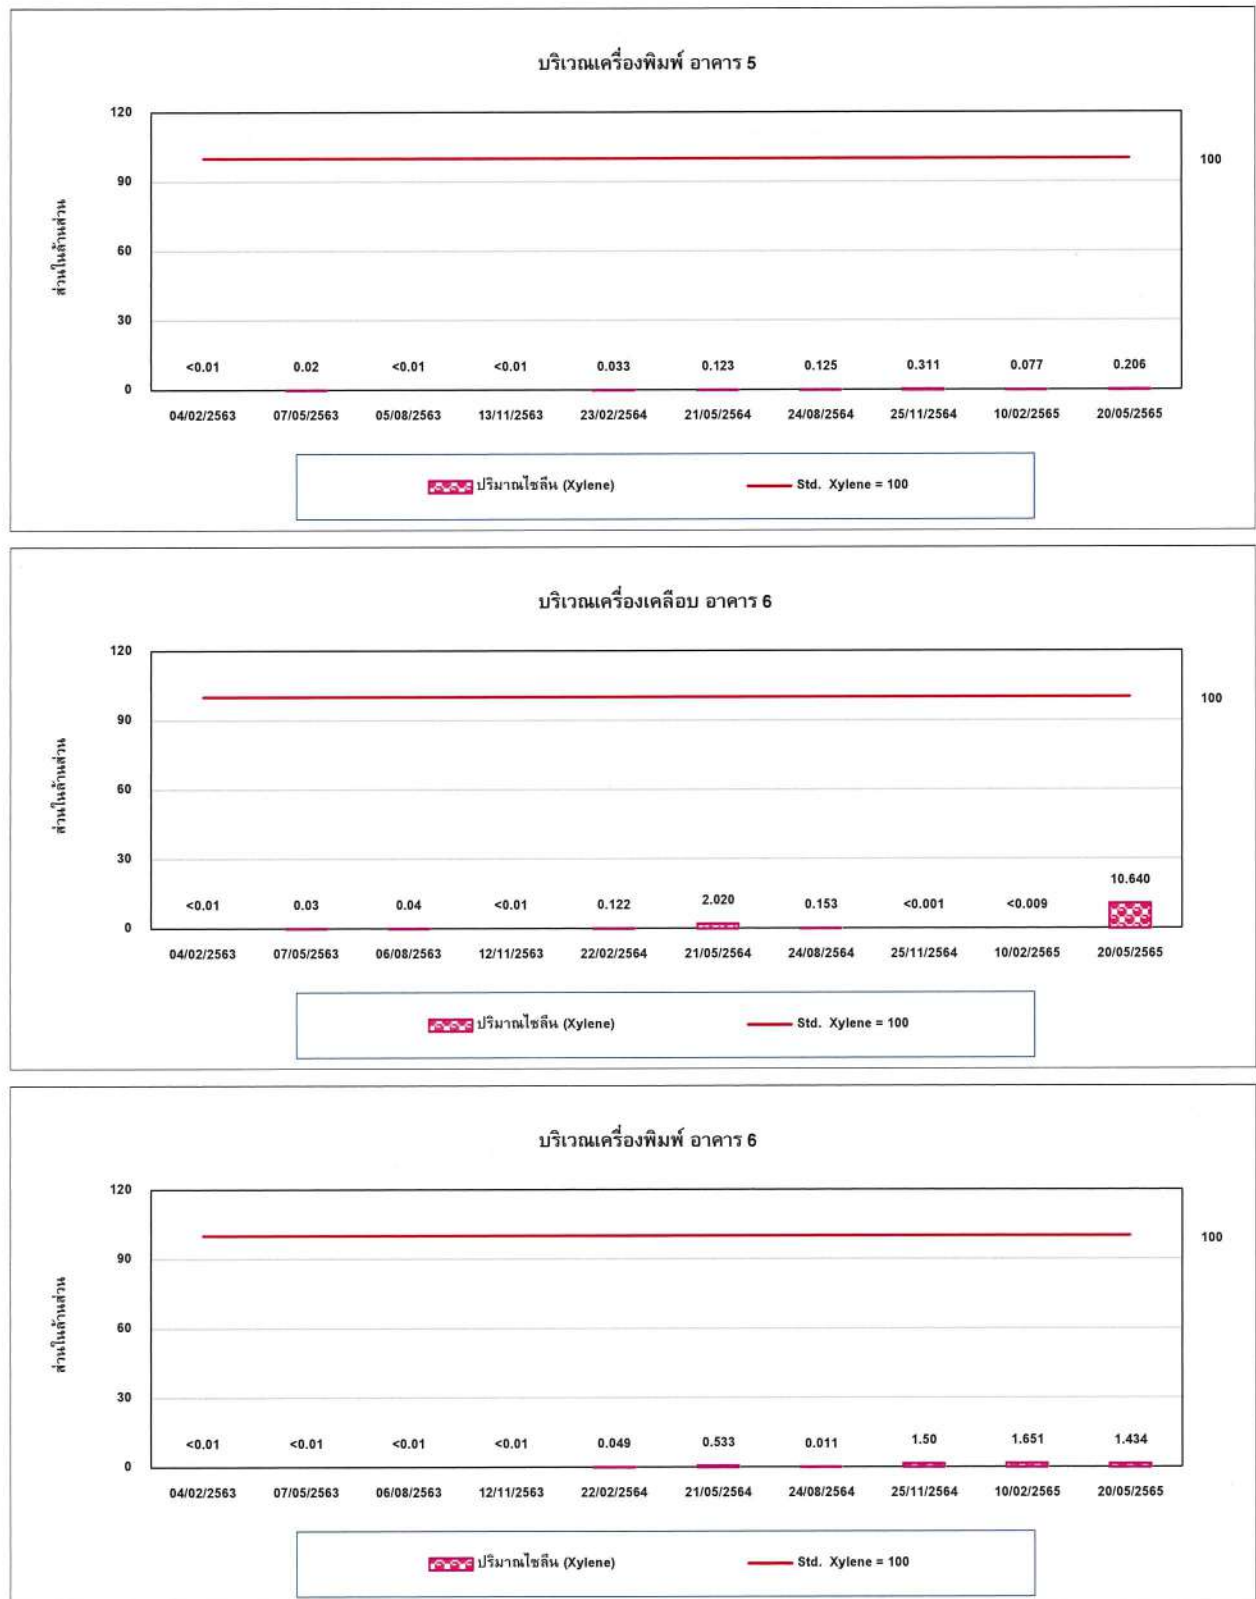 บริเวณเครื่องพิมพ์ อาคาร 5
120
90
60
30
0
ส่วนในล้านส่วน
100
<0.01 0.02 <0.01 <0.01 0.033 0.123 0.125 0.311 0.077 0.206
04/02/2563 07/05/2563 05/08/2563 13/11/2563 23/02/2564 21/05/2564 24/08/2564 25/11/2564 10/02/2565 20/05/2565
ปริมาณไซลีน (Xylene) Std. Xylene = 100
บริเวณเครื่องเคลือบ อาคาร 6
120
90
60
30
0
ส่วนในล้านส่วน
100
<0.01 0.03 0.04 <0.01 0.122 2.020 0.153 <0.001 <0.009 10.640
04/02/2563 07/05/2563 06/08/2563 12/11/2563 22/02/2564 21/05/2564 24/08/2564 25/11/2564 10/02/2565 20/05/2565
ปริมาณไซลีน (Xylene) Std. Xylene = 100
บริเวณเครื่องพิมพ์ อาคาร 6
120
90
60
30
0
ส่วนในล้านส่วน
100
<0.01 <0.01 <0.01 <0.01 0.049 0.533 0.011 1.50 1.651 1.434
04/02/2563 07/05/2563 06/08/2563 12/11/2563 22/02/2564 21/05/2564 24/08/2564 25/11/2564 10/02/2565 20/05/2565
ปริมาณไซลีน (Xylene) Std. Xylene = 100